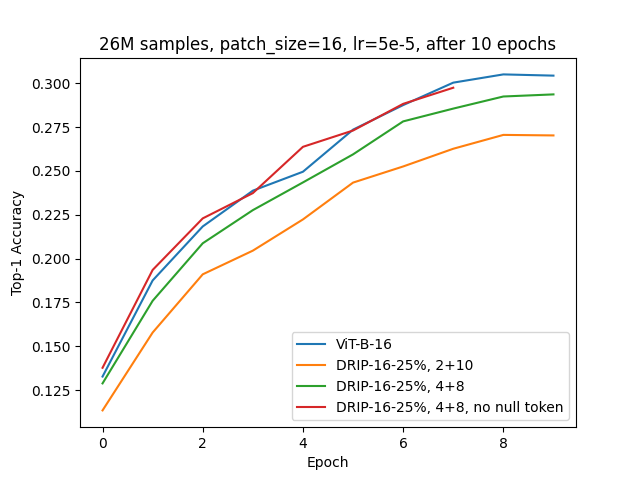 26M samples, patch_size=16, lr=5e-5, after 10 epochs
Top-1 Accuracy
0.300
0.275
0.250
0.225
0.200
0.175
0.150
0.125
ViT-B-16
DRIP-16-25%, 2+10
DRIP-16-25%, 4+8
DRIP-16-25%, 4+8, no null token
0 2 4 6 8
Epoch